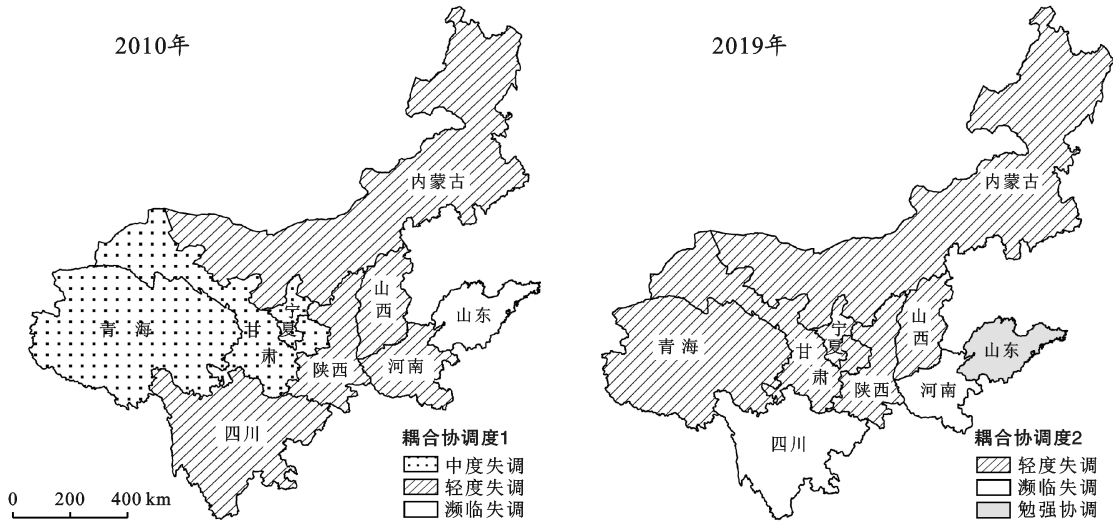 2010年
内蒙古
山西
山东
宁夏
青海
甘肃
陕西
河南
四川
耦合协调度1
中度失调
轻度失调
濒临失调
0 200 400 km
2019年
内蒙古
山西
山东
宁夏
青海
甘肃
陕西
河南
四川
耦合协调度2
轻度失调
濒临失调
勉强协调